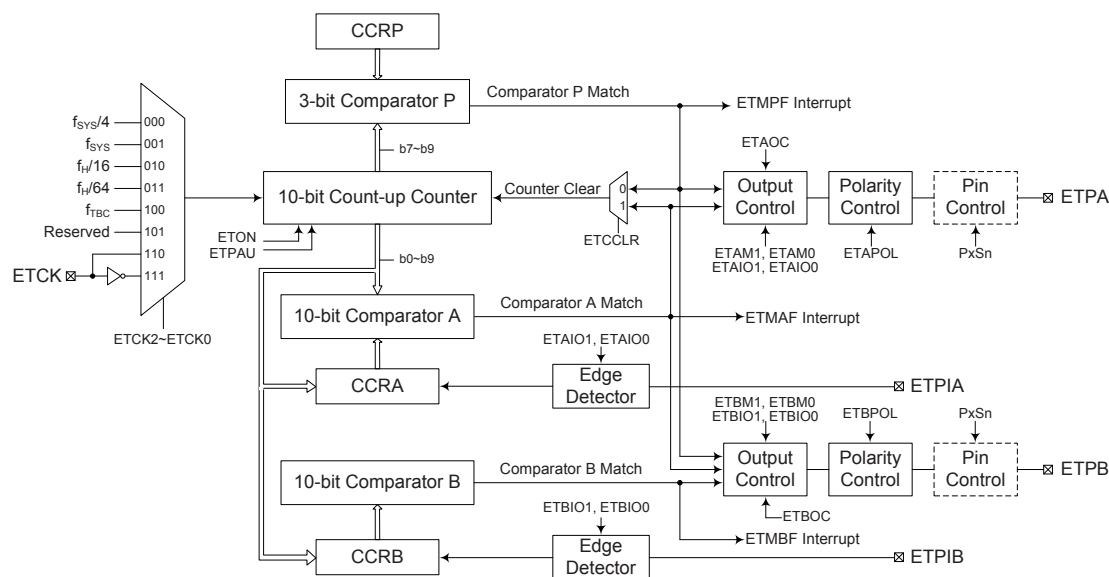 CCRP
3-bit Comparator P
Comparator P Match
ETMPF Interrupt
b7~b9
fSYS/4
000
fSYS
001
fH/16
010
fH/64
011
fTBC
100
Reserved
101
110
111
ETCK
ETCK2~ETCK0
10-bit Count-up Counter
ETON
ETPAU
Counter Clear
0
1
ETCCLR
b0~b9
ETAOC
Output
Control
ETAM1, ETAM0
ETAIO1, ETAIO0
Polarity
Control
ETAPOL
Pin
Control
PxSn
ETPA
10-bit Comparator A
Comparator A Match
ETMAF Interrupt
ETAIO1, ETAIO0
CCRA
Edge
Detector
ETPIA
ETBM1, ETBM0
ETBIO1, ETBIO0
ETBPOL
PxSn
Output
Control
Polarity
Control
Pin
Control
ETPB
ETBOC
10-bit Comparator B
Comparator B Match
ETMBF Interrupt
ETBIO1, ETBIO0
CCRB
Edge
Detector
ETPIB